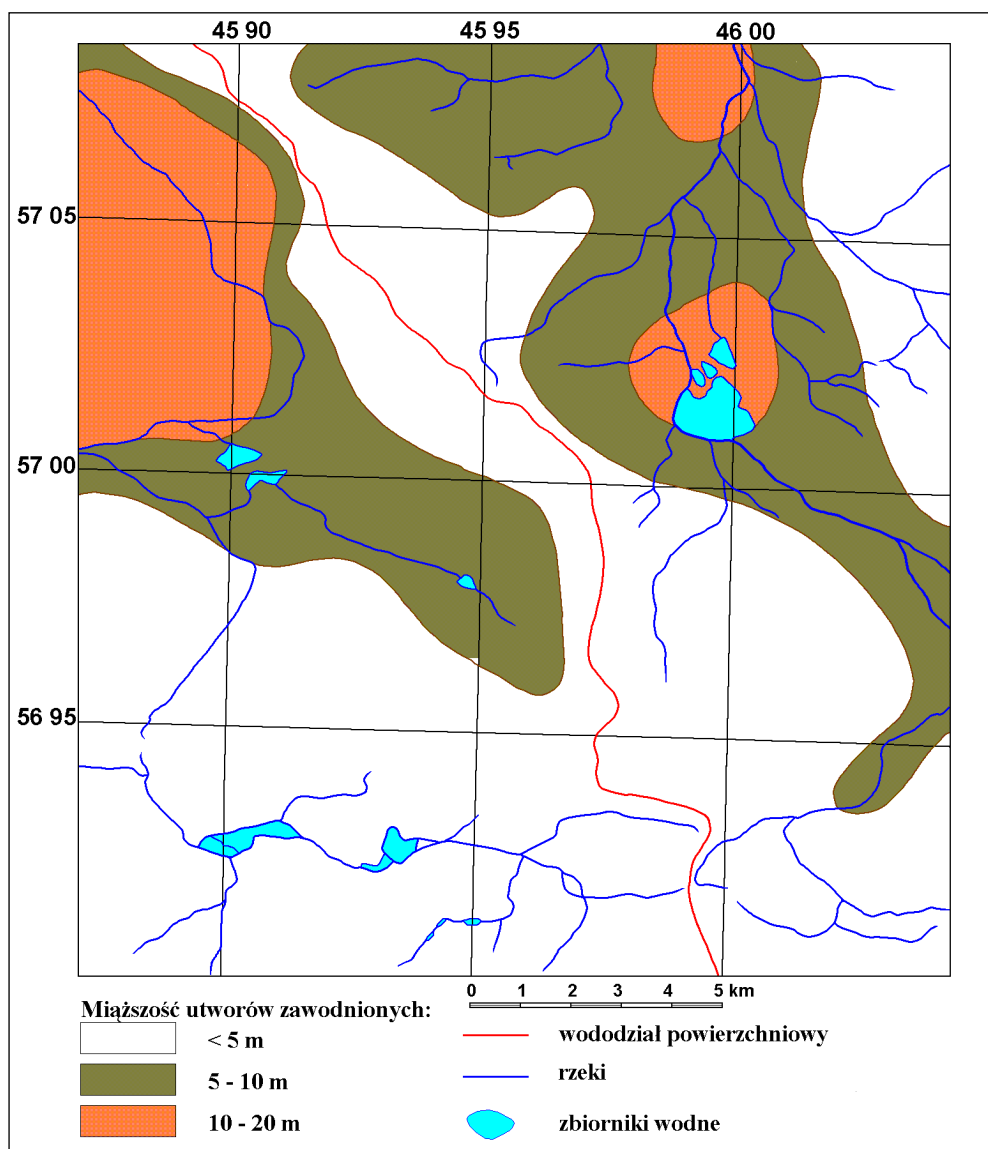 45 90 45 95 46 00
57 05
57 00
56 95
0 1 2 3 4 5 km
Miąższość utworów zawodnionych:
< 5 m
5 - 10 m
10 - 20 m
wododział powierzchniowy
rzeki
zbiorniki wodne